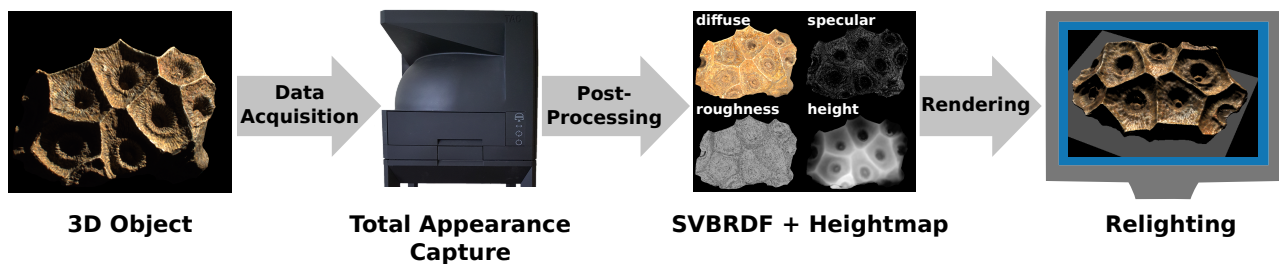 Data
Acquisition
Post-
Processing
diffuse
specular
roughness
height
Rendering
3D Object
Total Appearance
Capture
SVBRDF + Heightmap
Relighting